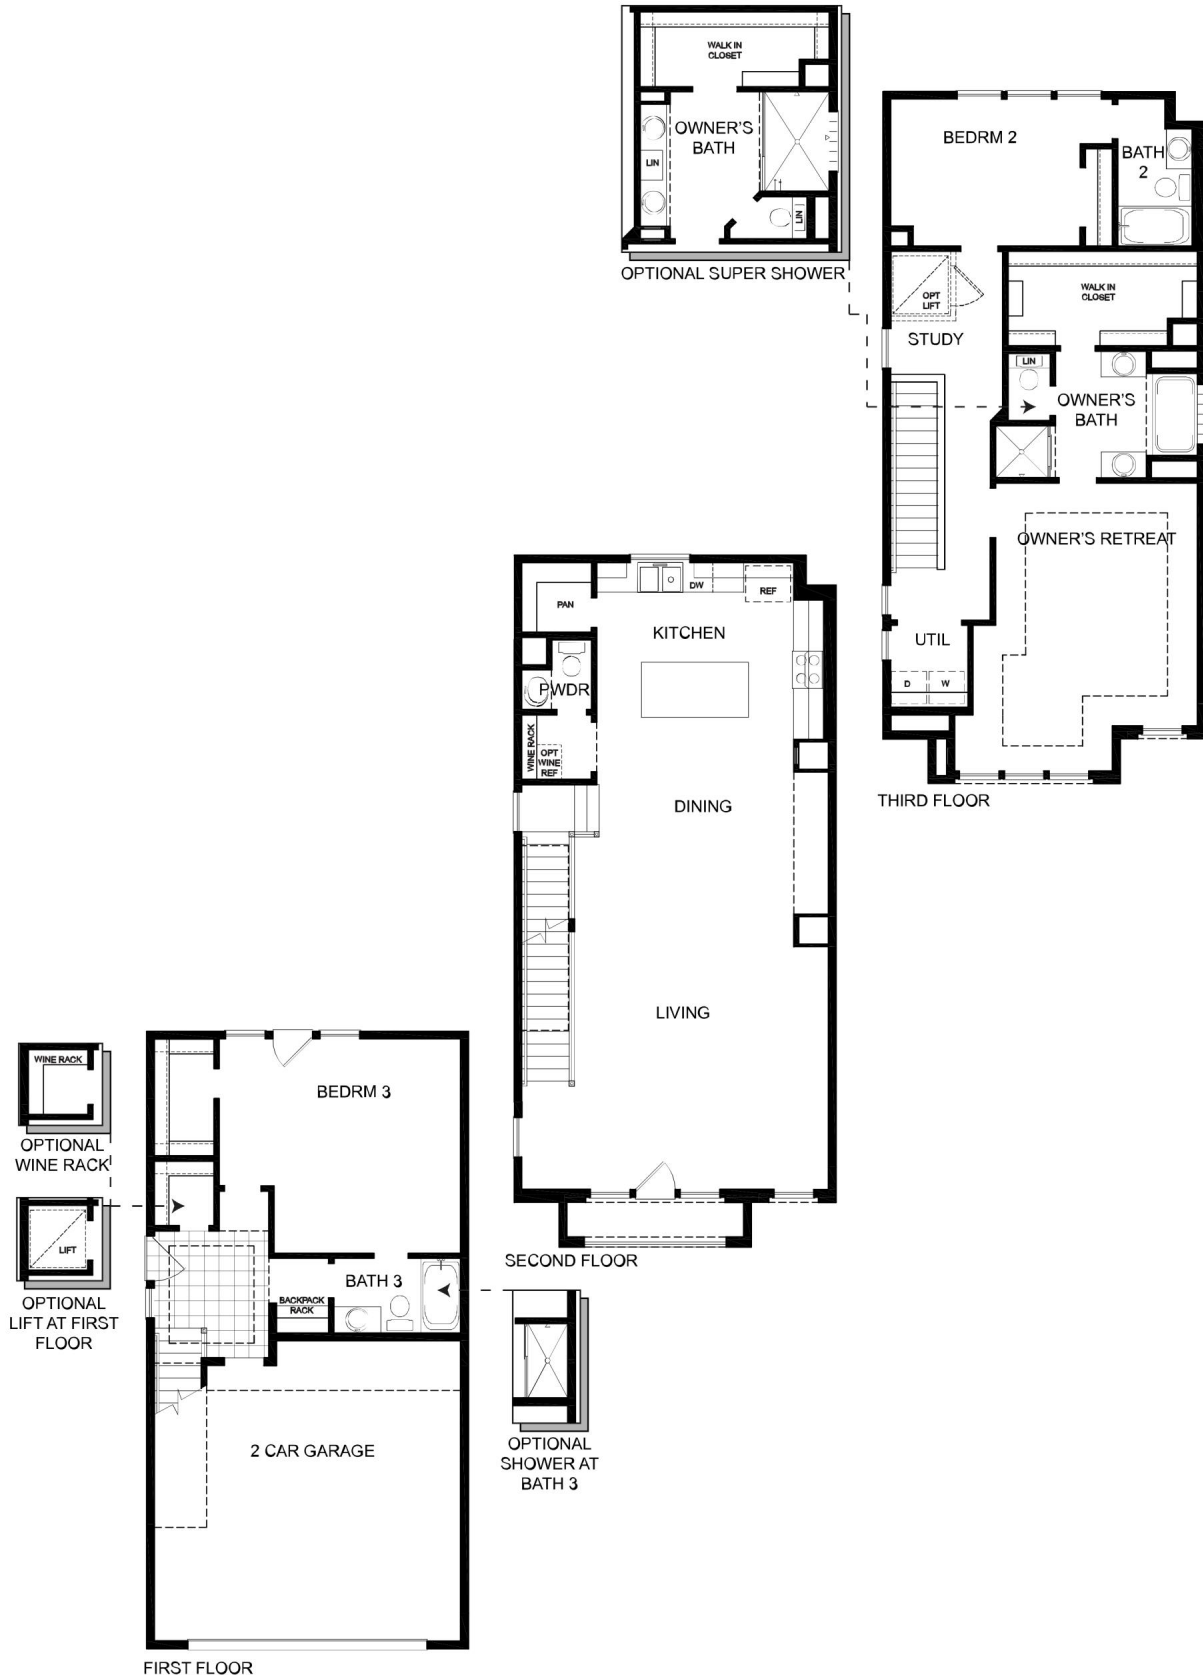 WALK IN
CLOSET
OWNER'S
BATH
LIN
LIN
OPTIONAL SUPER SHOWER
BEDRM 2
BATH
2
OPT
LIFT
WALK IN
CLOSET
STUDY
LIN
OWNER'S
BATH
OWNER'S RETREAT
UTIL
D
W
THIRD FLOOR
DW
REF
PAN
KITCHEN
PWDR
WINE RACK
OPT
WINE
REF
DINING
LIVING
SECOND FLOOR
WINE RACK
OPTIONAL
WINE RACK
LIFT
OPTIONAL
LIFT AT FIRST
FLOOR
BEDRM 3
BATH 3
BACKPACK
RACK
2 CAR GARAGE
OPTIONAL
SHOWER AT
BATH 3
FIRST FLOOR